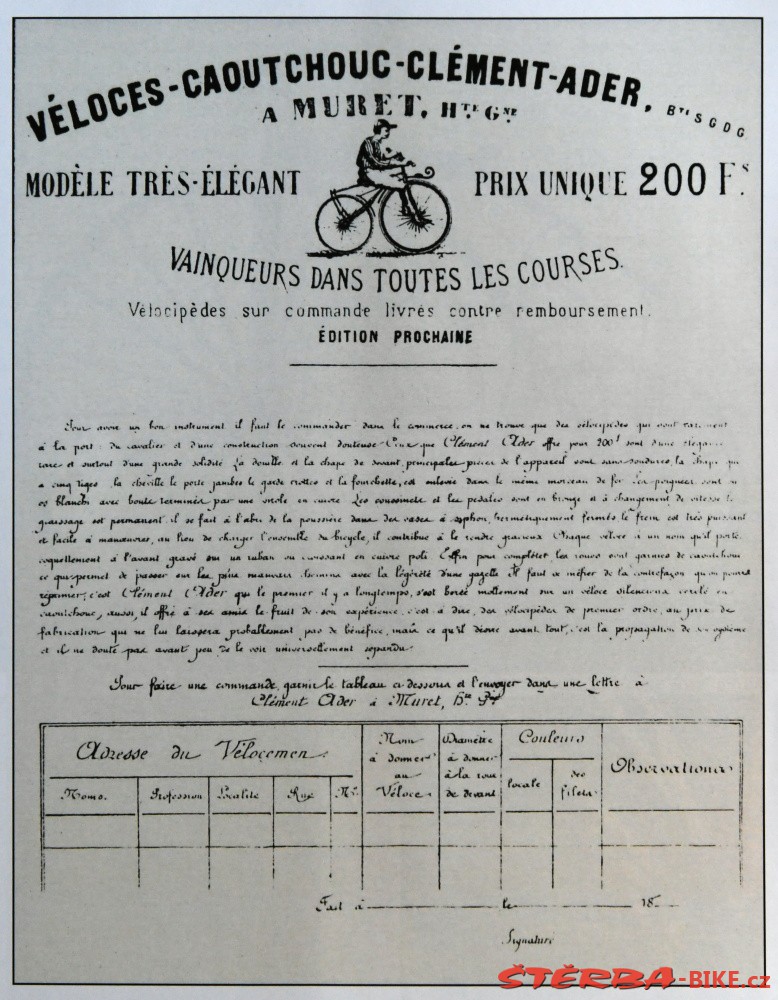 VÉLOCES-CAOUTCHOUC-CLÉMENT-ADER, BTÉ S G D G
A MURET, HTE GNE
MODÈLE TRÈS-ÉLÉGANT PRIX UNIQUE 200 FS.
VAINQUEURS DANS TOUTES LES COURSES.
Vélocipèdes sur commande livrés contre remboursement.
ÉDITION PROCHAINE
Pour avoir un bon instrument il faut le commander dans le commerce, on ne trouve que des vélocipèdes qui sont rarement
à la portée du cavalier et d'une construction souvent douteuse Ceux que Clément Ader offre pour 200f sont d'une élégance
rare et surtout d'une grande solidité La douille et la chape de devant, principales pièces de l'appareil sont sans soudures, la chape qui
a cinq tiges la cheville le porte jambes le garde crottes et la fourchette, est enlevée dans le même morceau de fer Les poignées sont
os blanchi avec bouts terminés par une virole en cuivre Les coussinets et les pédales sont en bronze et à changement de vitesse le
graissage est permanent il se fait à l'abri de la poussière dans des vases à syphon, hermétiquement fermés le frein est très puissant
et facile à manœuvrer, au lieu de charger l'ensemble du bicycle, il contribue à le rendre gracieux Chaque véloce a un nom qu'il porte
coquettement à l'avant gravé sur un ruban ou croissant en cuivre poli Enfin pour compléter, les roues sont garnies de caoutchouc
ce qui permet de passer sur les plus mauvais chemins avec la légèreté d'une gazelle Il faut se méfier de la contrefaçon qu'on pourra
réprimer, c'est Clément Ader qui le premier il y a longtemps, s'est bercé mollement sur un véloce silencieux cerclé en
caoutchouc, aussi, il offre à ses amis le fruit de son expérience, c'est à dire, des vélocipèdes de premier ordre, au prix de
fabrication qui ne lui laissera probablement, pas de bénéfice, mais ce qu'il désire avant tout, c'est la propagation de son système
et il ne doute pas avant peu de le voir universellement répandu
Pour faire une commande, garnir le tableau ci-dessous et l'envoyer dans une lettre à
Clément Ader à Muret, Hte Gne
Adresse du Vélocemen
Noms. Profession Localité Rue No.
Nom à donner au Véloce
Diamètre à donner à la roue de devant
Couleurs
locale des filets
Observations
Fait à le 18
Signature
ŠTĚRBA-BIKE.cz